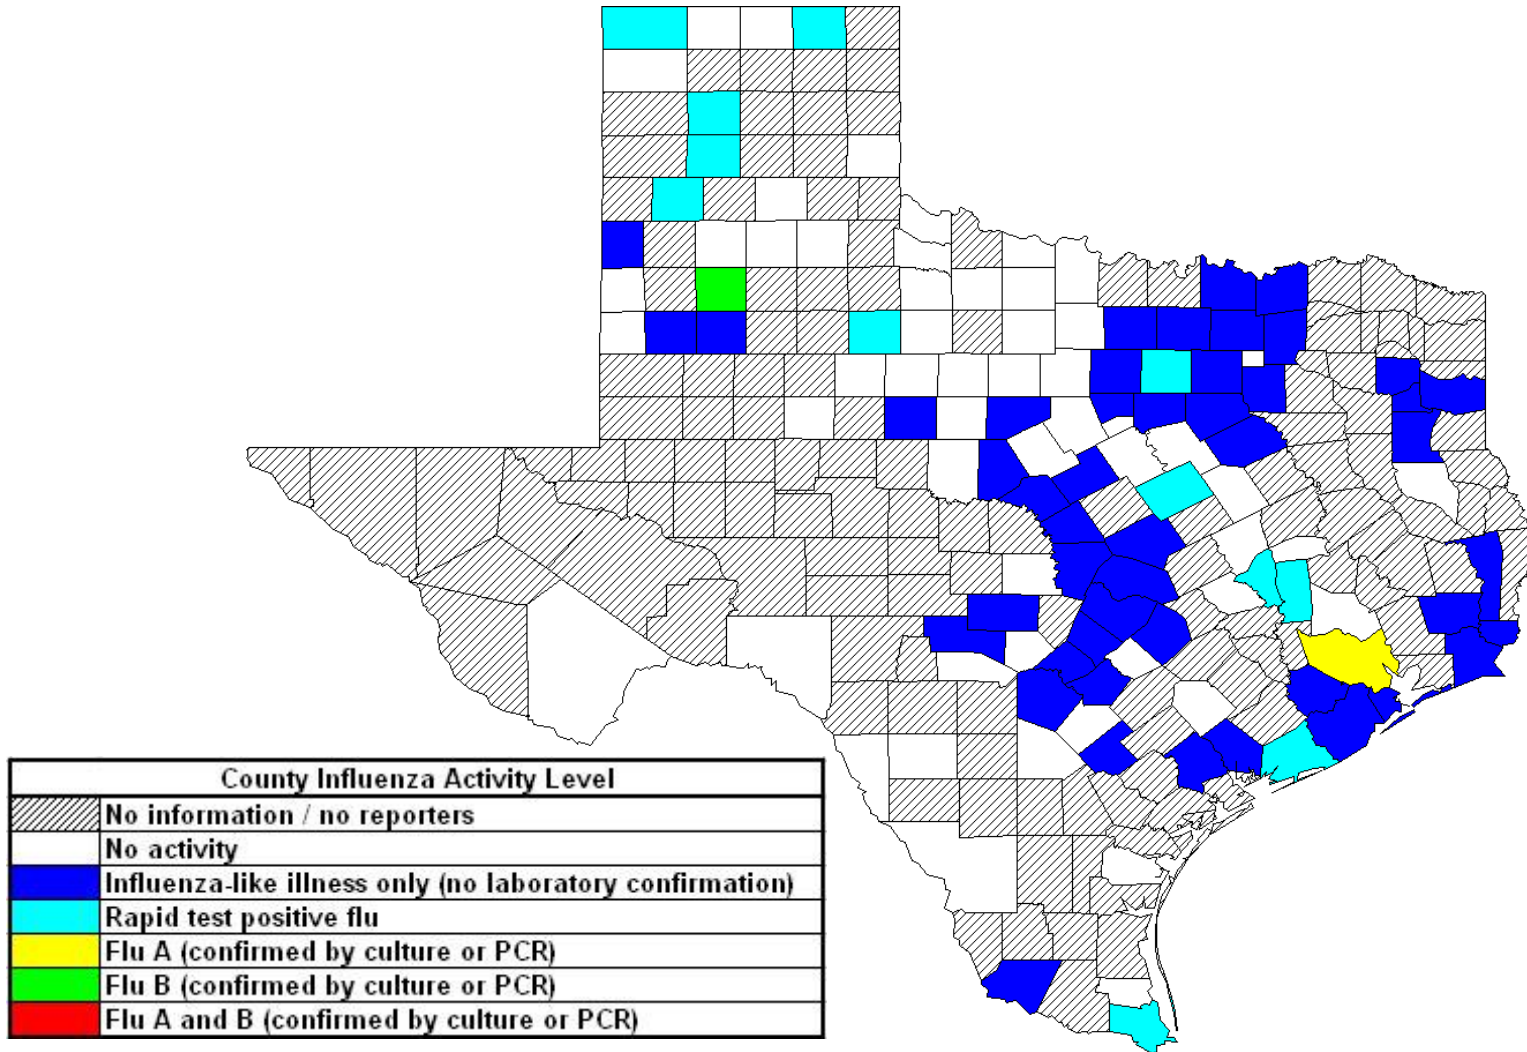 County Influenza Activity Level
No information / no reporters
No activity
Influenza-like illness only (no laboratory confirmation)
Rapid test positive flu
Flu A (confirmed by culture or PCR)
Flu B (confirmed by culture or PCR)
Flu A and B (confirmed by culture or PCR)